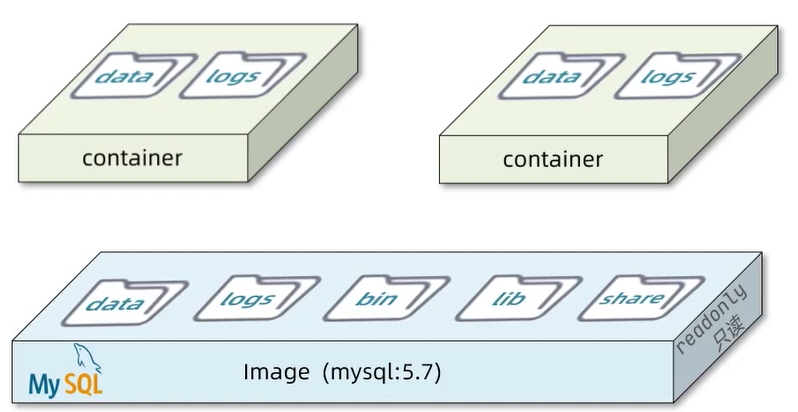 data logs
data logs
container
container
data logs bin lib share
readonly
只读
MySQL
Image (mysql:5.7)